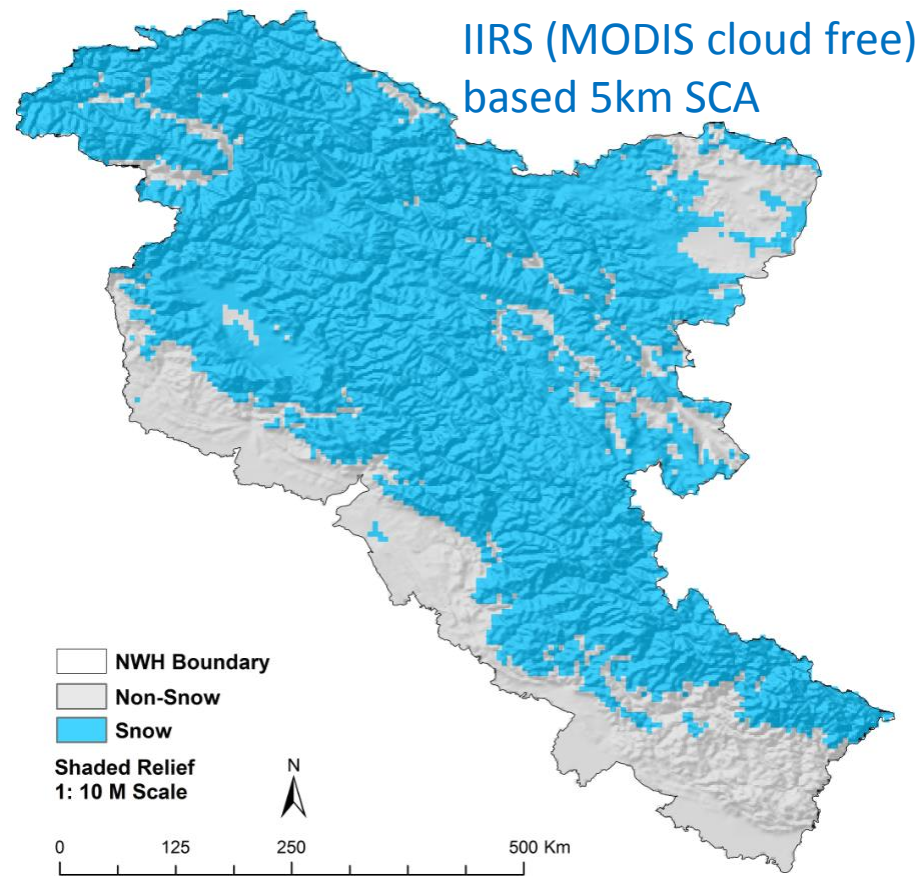 IIRS (MODIS cloud free)
based 5km SCA
NWH Boundary
Non-Snow
Snow
Shaded Relief
1: 10 M Scale
N
0 125 250 500 Km